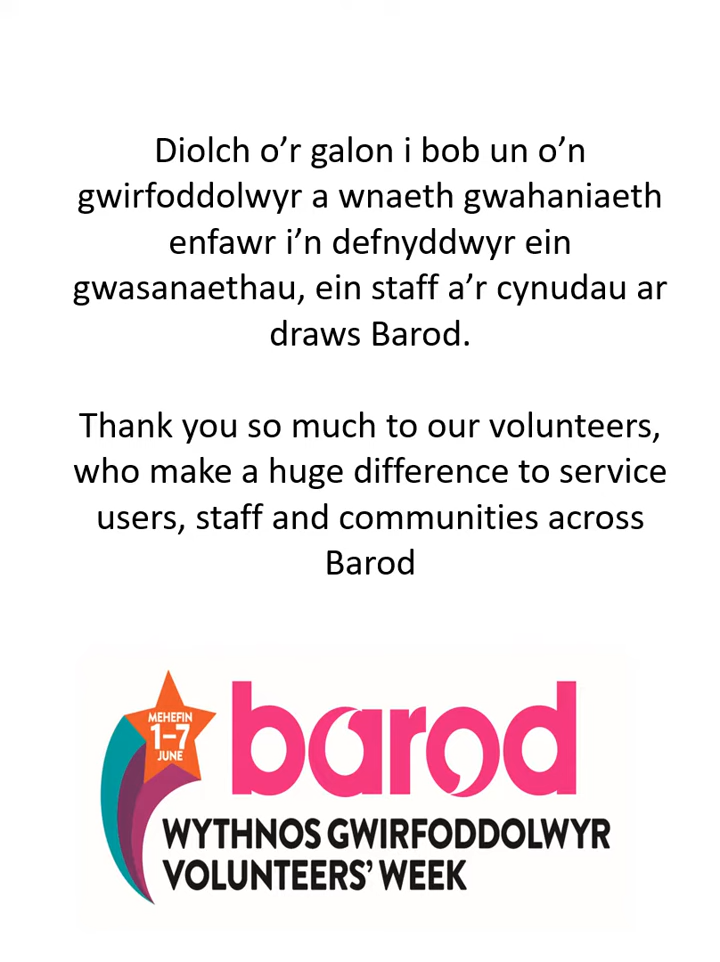 Diolch o’r galon i bob un o’n
gwirfoddolwyr a wnaeth gwahaniaeth
enfawr i’n defnyddwyr ein
gwasanaethau, ein staff a’r cynudau ar
draws Barod.
Thank you so much to our volunteers,
who make a huge difference to service
users, staff and communities across
Barod
MEHEFIN
1–7
JUNE
barod
WYTHNOS GWIRFODDOLWYR
VOLUNTEERS’ WEEK